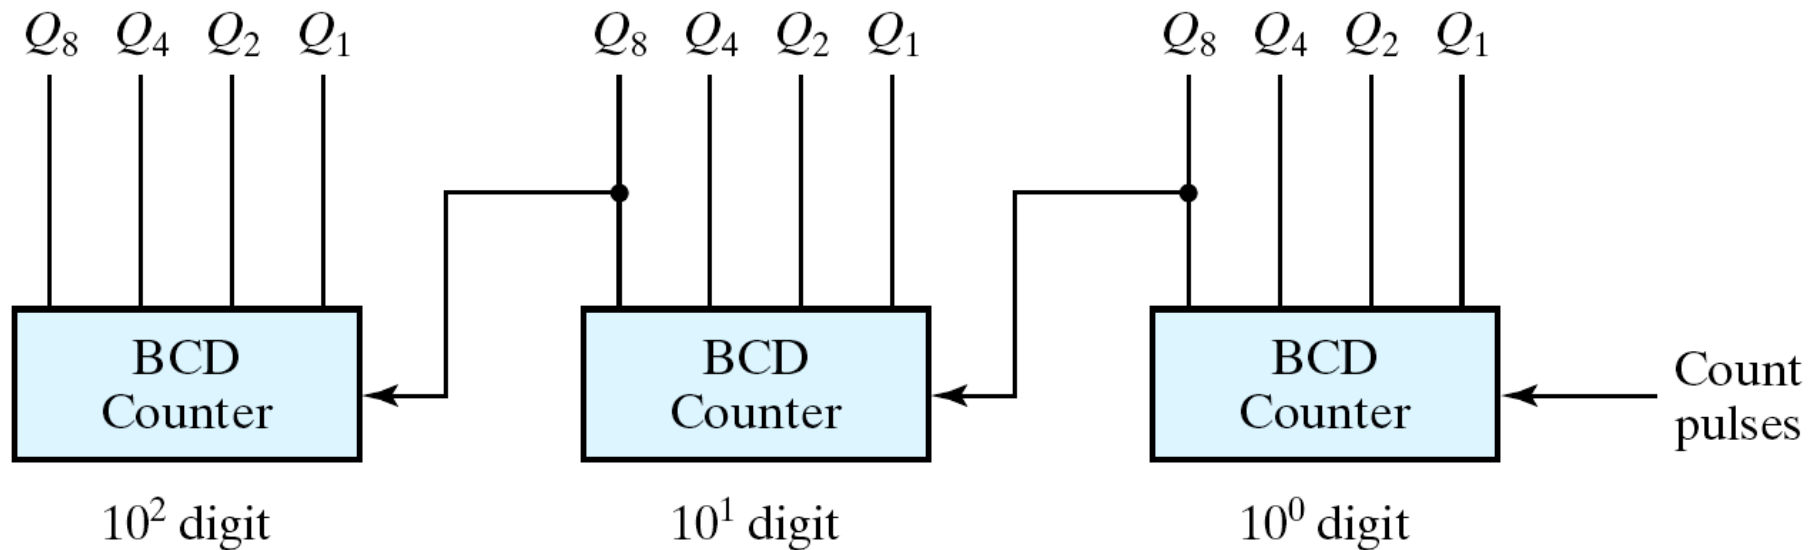 Q8 Q4 Q2 Q1 Q8 Q4 Q2 Q1 Q8 Q4 Q2 Q1
BCD
Counter
BCD
Counter
BCD
Counter
Count
pulses
10² digit
10¹ digit
10⁰ digit